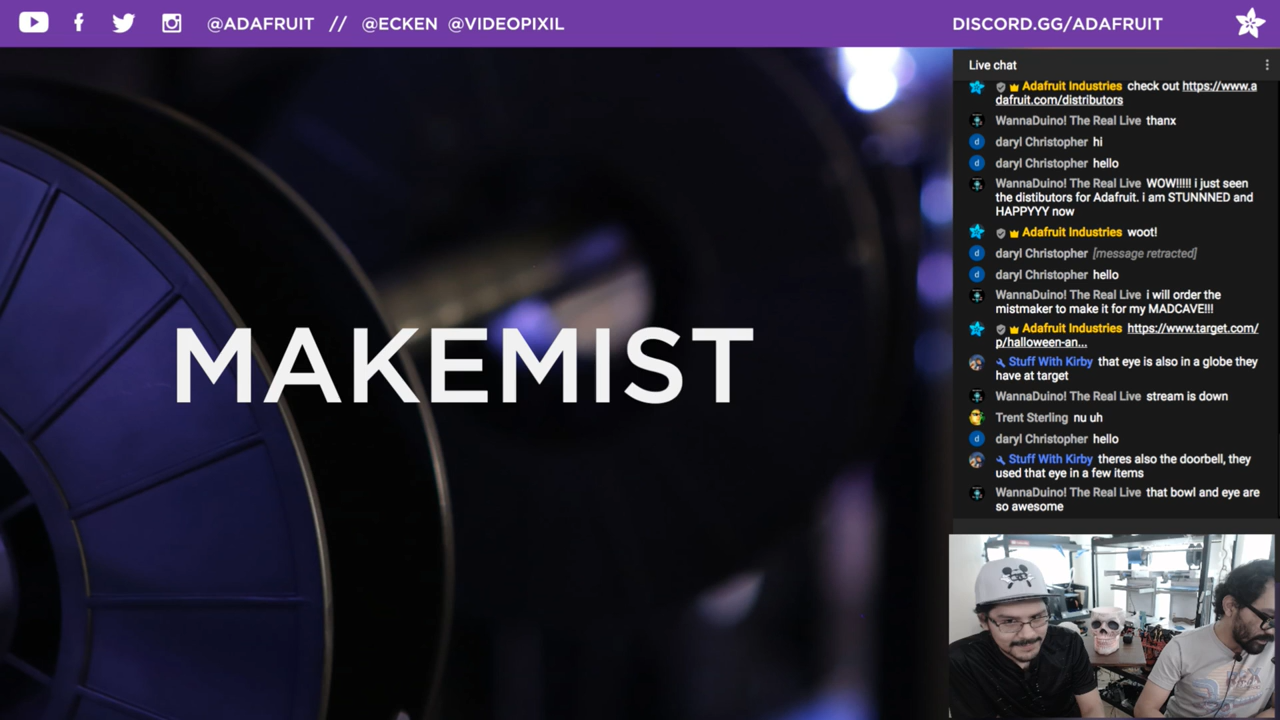 @ADAFRUIT // @ECKEN @VIDEOPIXIL
DISCORD.GG/ADAFRUIT
MAKEMIST
Live chat
Adafruit Industries check out https://www.a
dafruit.com/distributors
WannaDuino! The Real Live thanx
daryl Christopher hi
daryl Christopher hello
WannaDuino! The Real Live WOW!!!!! i just seen
the distibutors for Adafruit. i am STUNNNED and
HAPPYYY now
Adafruit Industries woot!
daryl Christopher [message retracted]
daryl Christopher hello
WannaDuino! The Real Live i will order the
mistmaker to make it for my MADCAVE!!!
Adafruit Industries https://www.target.com/
p/halloween-an...
Stuff With Kirby that eye is also in a globe they
have at target
WannaDuino! The Real Live stream is down
Trent Sterling nu uh
daryl Christopher hello
Stuff With Kirby theres also the doorbell, they
used that eye in a few items
WannaDuino! The Real Live that bowl and eye are
so awesome